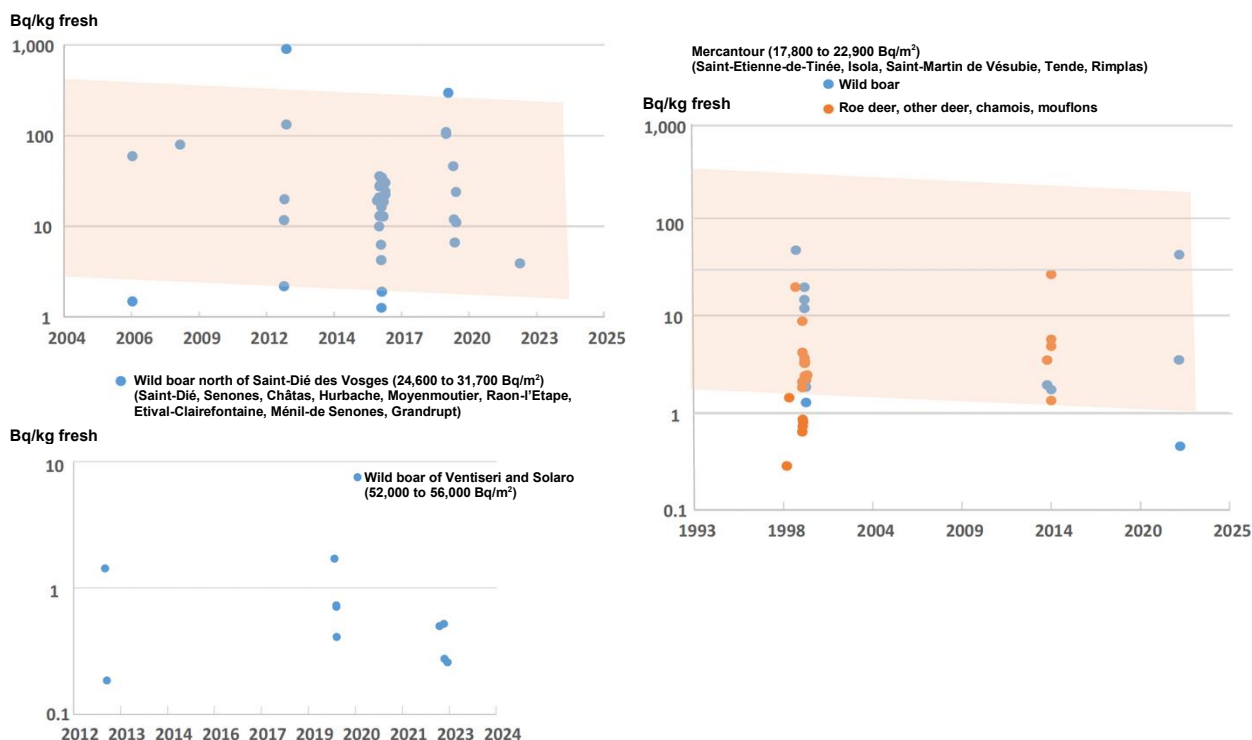 Bq/kg fresh
1,000
100
10
1
2004 2006 2009 2012 2014 2017 2020 2023 2025
Wild boar north of Saint-Dié des Vosges (24,600 to 31,700 Bq/m²)
(Saint-Dié, Senones, Châtas, Hurbache, Moyenmoutier, Raon-l'Etape,
Etival-Clairefontaine, Ménil-de Senones, Grandrupt)
Mercantour (17,800 to 22,900 Bq/m²)
(Saint-Etienne-de-Tinée, Isola, Saint-Martin de Vésubie, Tende, Rimplas)
Wild boar
Roe deer, other deer, chamois, mouflons
Bq/kg fresh
1,000
100
10
1
0.1
1993 1998 2004 2009 2014 2020 2025
Bq/kg fresh
10
1
0.1
Wild boar of Ventiseri and Solaro
(52,000 to 56,000 Bq/m²)
2012 2013 2014 2016 2017 2019 2020 2021 2023 2024